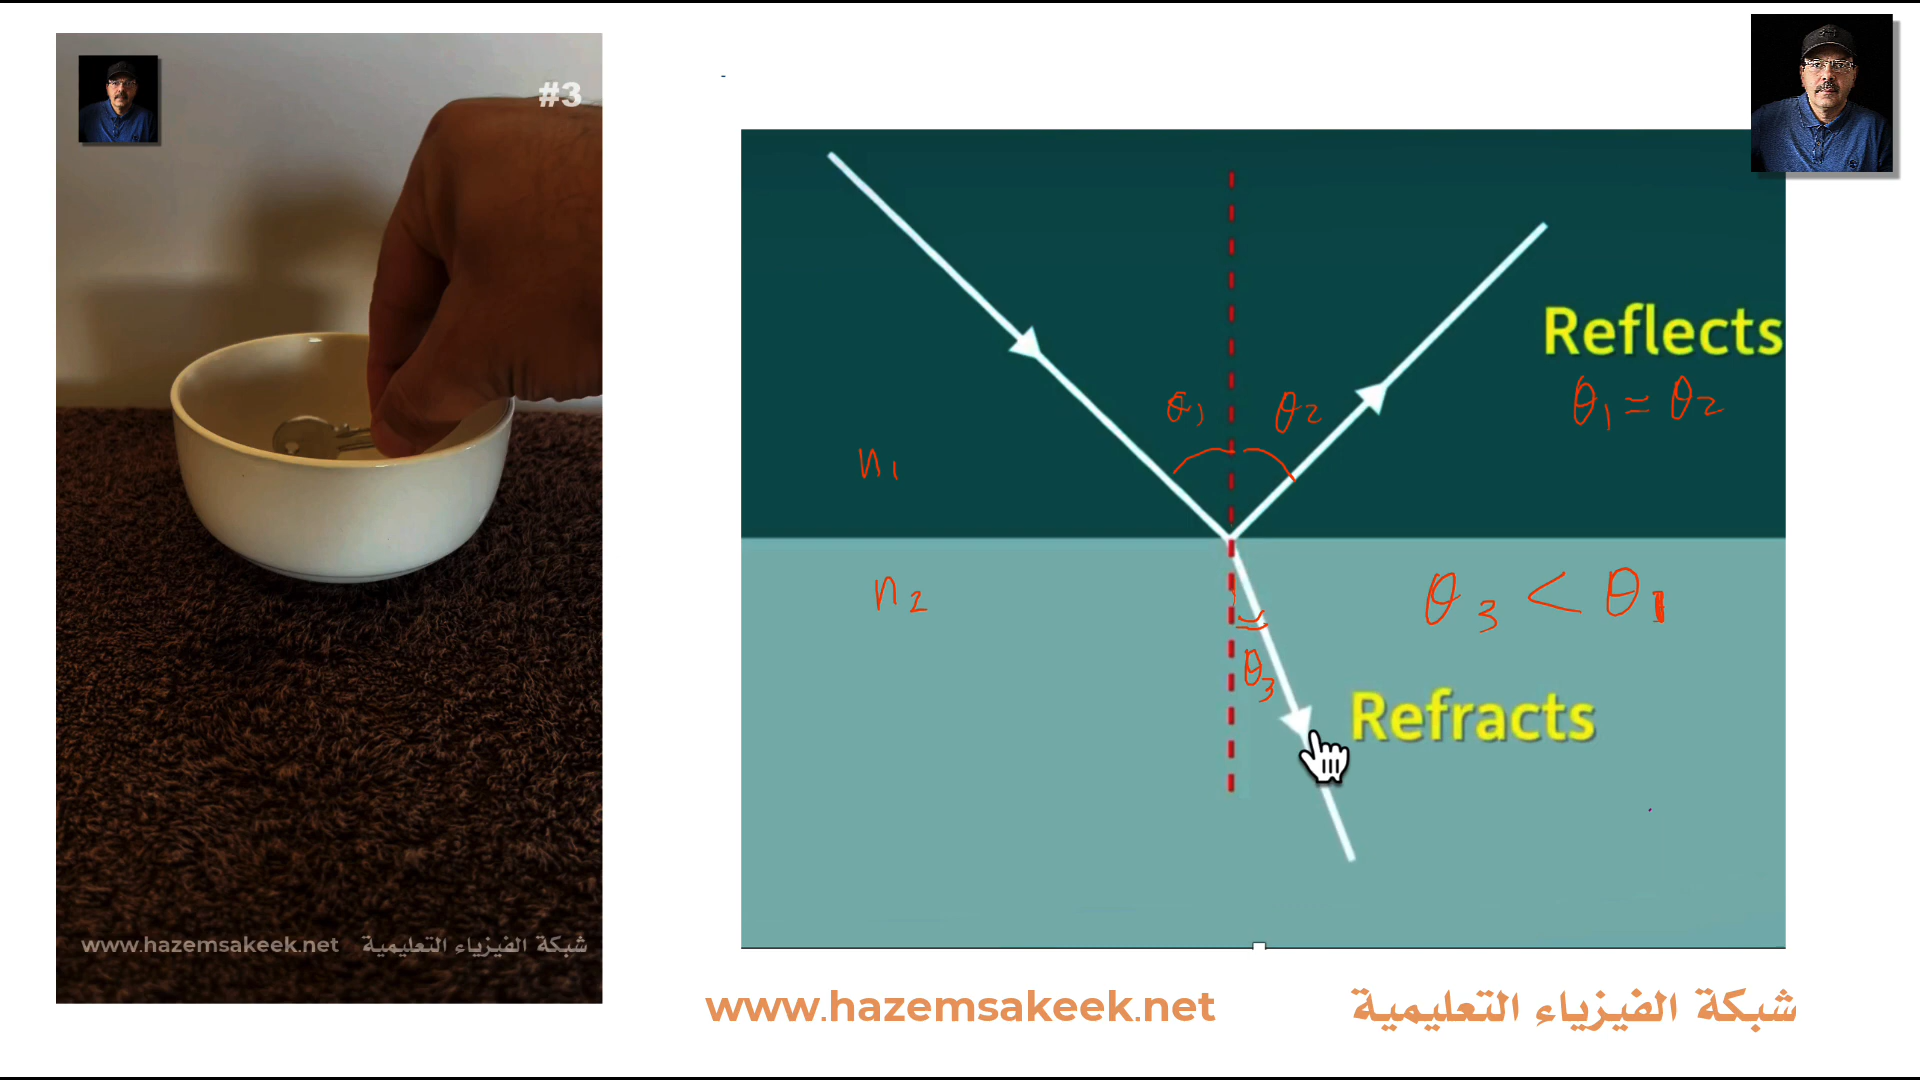 #3
www.hazemsakeek.net شبكة الفيزياء التعليمية
Reflects
θ1 = θ2
θ1 θ2
n1
n2
θ3 < θ1
θ3
Refracts
www.hazemsakeek.net شبكة الفيزياء التعليمية